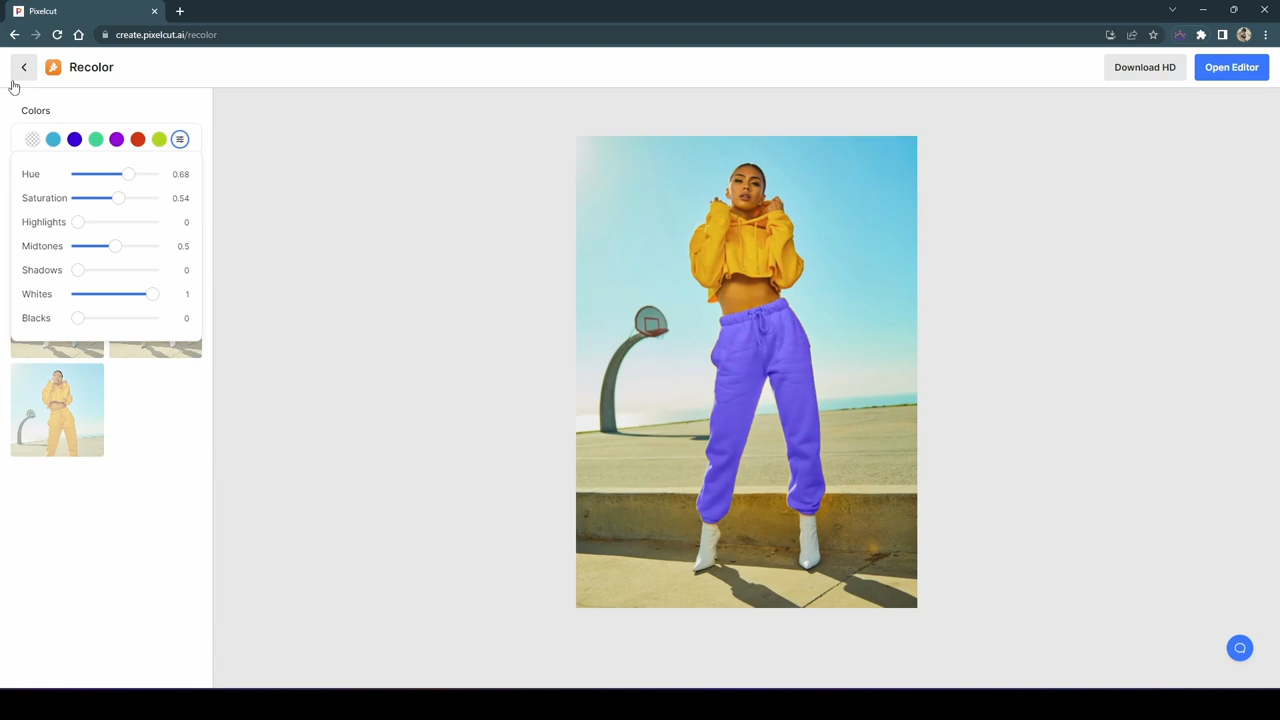 P Pixelcut
create.pixelcut.ai/recolor
Recolor
Download HD
Open Editor
Colors
Hue 0.68
Saturation 0.54
Highlights 0
Midtones 0.5
Shadows 0
Whites 1
Blacks 0